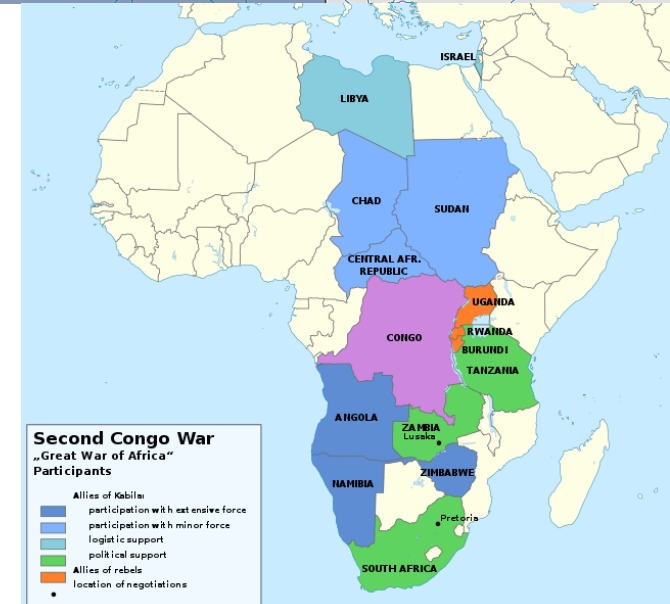 ISRAEL
LIBYA
CHAD
SUDAN
CENTRAL AFR.
REPUBLIC
UGANDA
RWANDA
CONGO
BURUNDI
TANZANIA
ANGOLA
ZAMBIA
Lusaka
ZIMBABWE
NAMIBIA
Pretoria
SOUTH AFRICA
Second Congo War
„Great War of Africa“
Participants
Allies of Kabila:
participation with extensive force
participation with minor force
logistic support
political support
Allies of rebels
location of negotiations